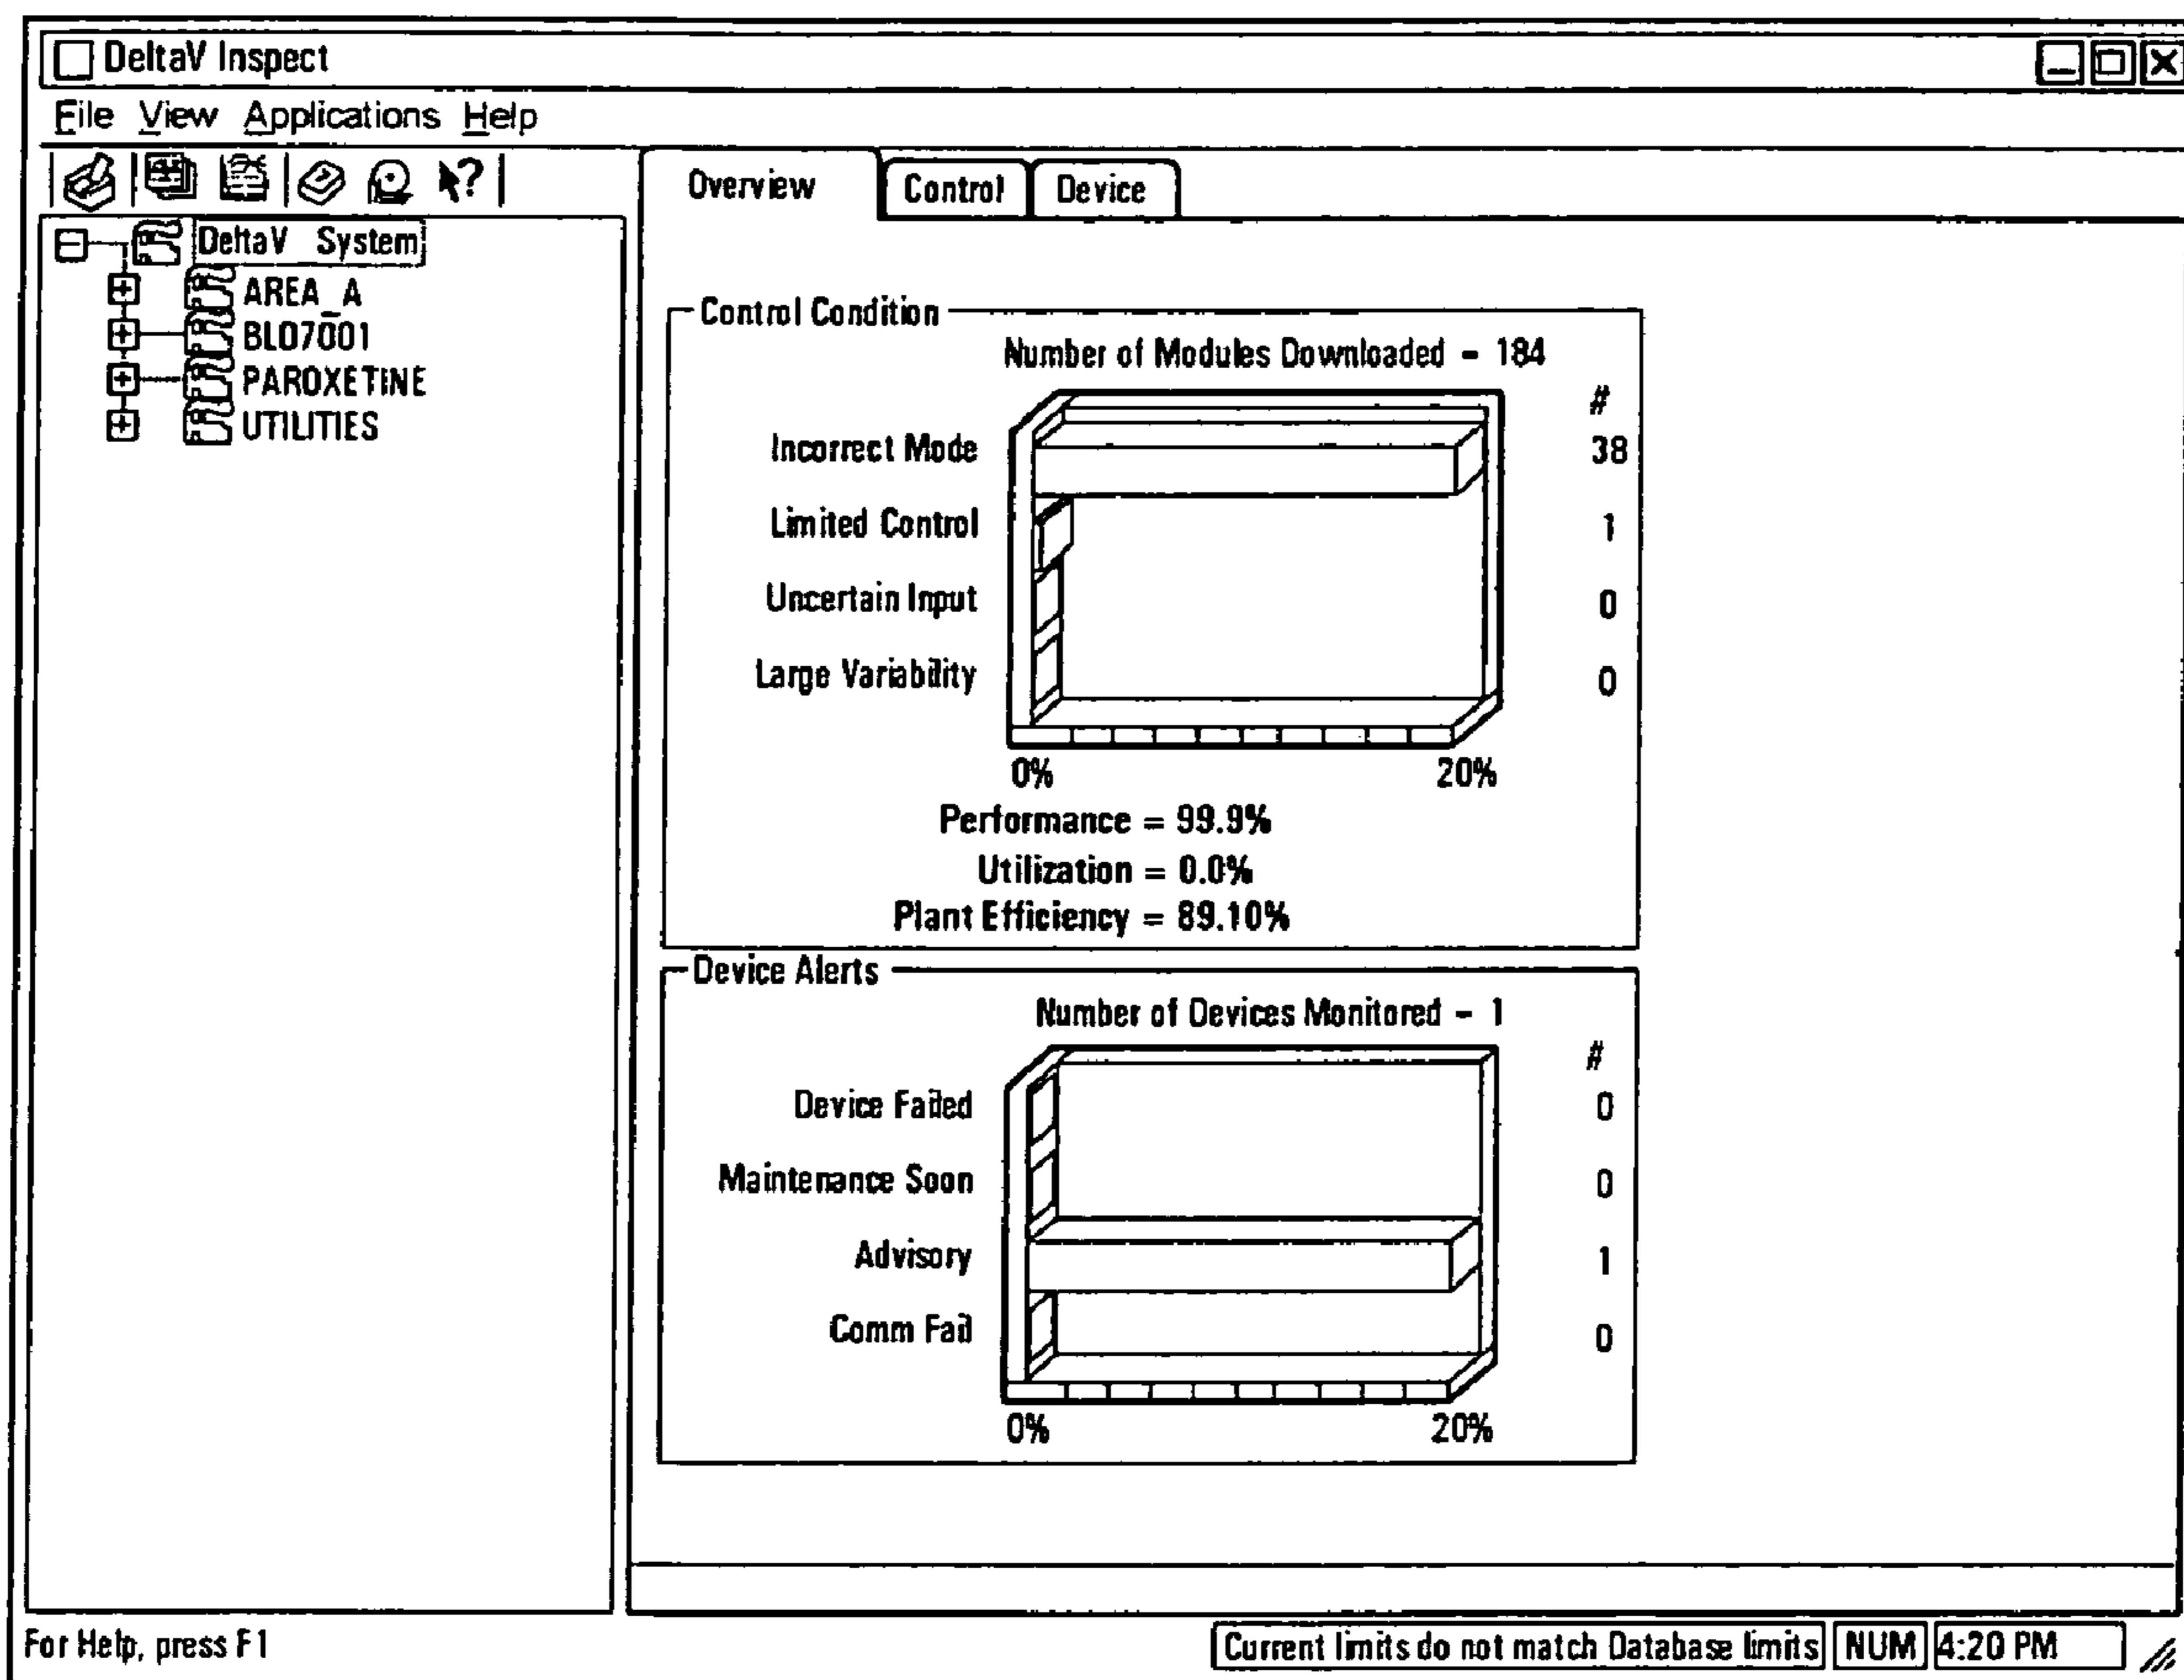 DeltaV Inspect
File View Applications Help
Overview Control Device
DeltaV System
AREA_A
BL07001
PAROXETINE
UTILITIES
Control Condition
Number of Modules Downloaded - 184
#
Incorrect Mode 38
Limited Control 1
Uncertain Input 0
Large Variability 0
0% 20%
Performance = 99.9%
Utilization = 0.0%
Plant Efficiency = 89.10%
Device Alerts
Number of Devices Monitored - 1
#
Device Failed 0
Maintenance Soon 0
Advisory 1
Comm Fail 0
0% 20%
For Help, press F1 Current limits do not match Database limits NUM 4:20 PM